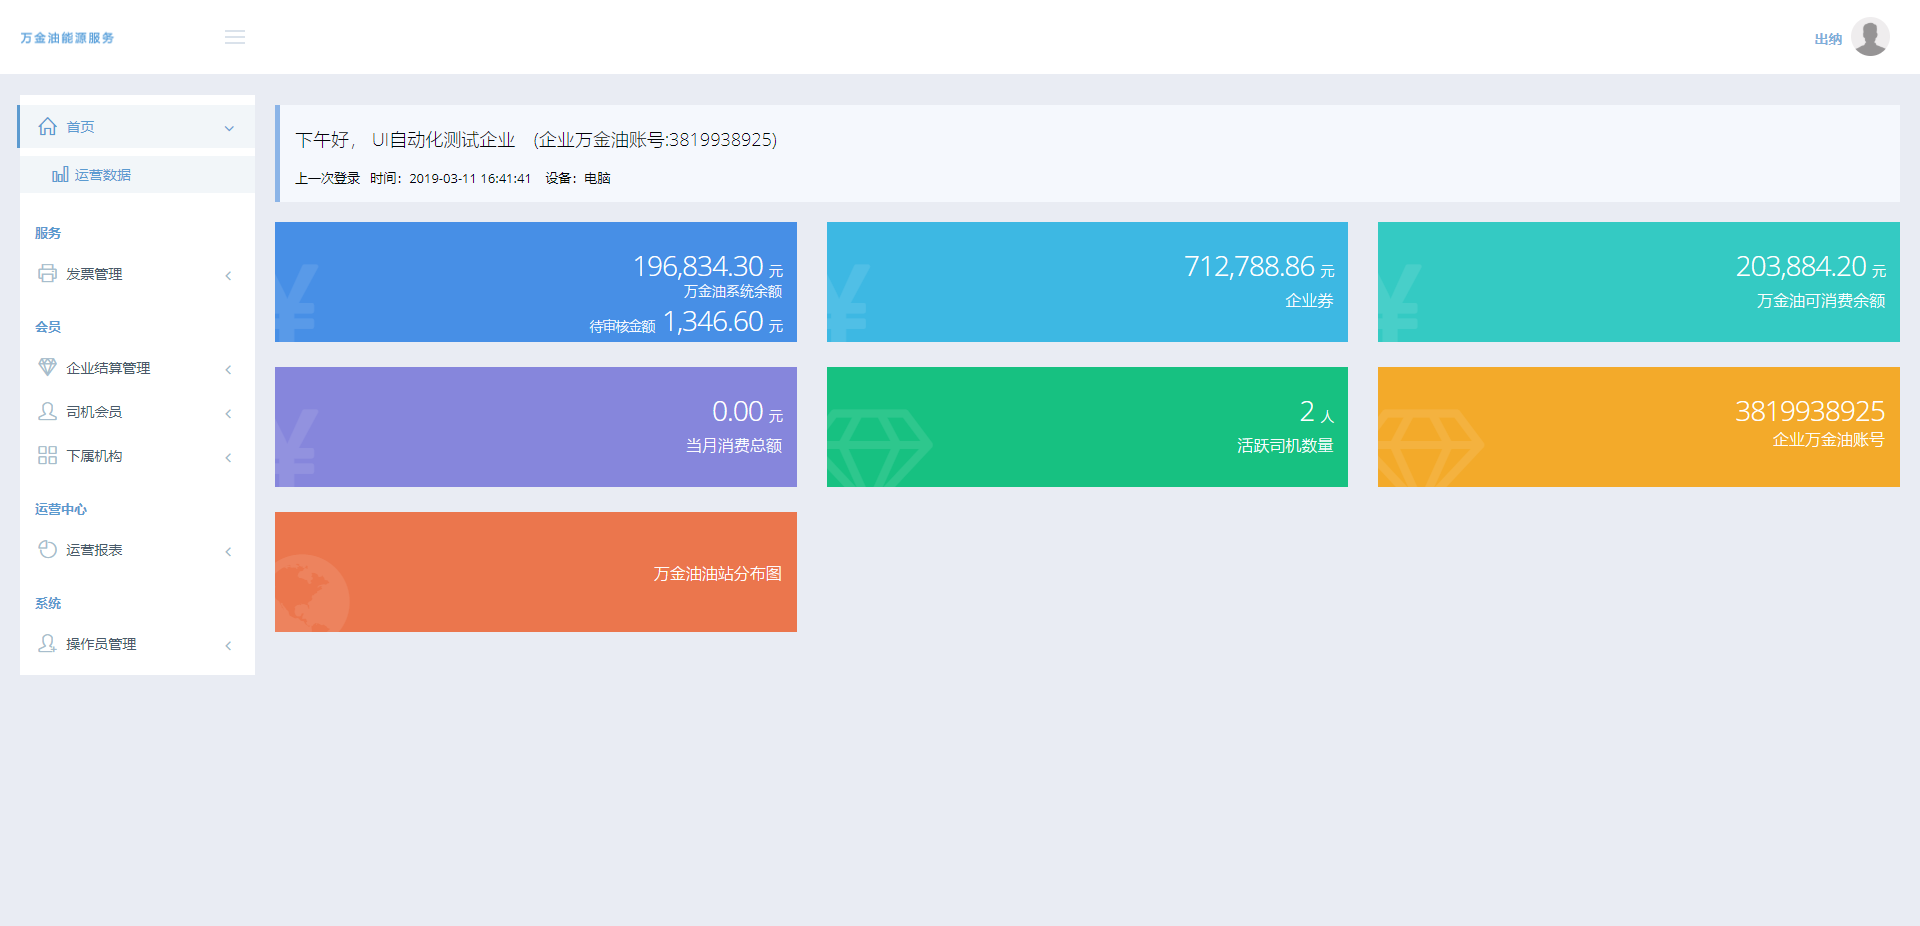 万金油能源服务
出纳
首页
运营数据
服务
发票管理
会员
企业结算管理
司机会员
下属机构
运营中心
运营报表
系统
操作员管理
下午好， UI自动化测试企业 (企业万金油账号:3819938925)
上一次登录 时间：2019-03-11 16:41:41 设备：电脑
196,834.30 元
万金油系统余额
待审核金额 1,346.60 元
712,788.86 元
企业券
203,884.20 元
万金油可消费余额
0.00 元
当月消费总额
2 人
活跃司机数量
3819938925
企业万金油账号
万金油油站分布图